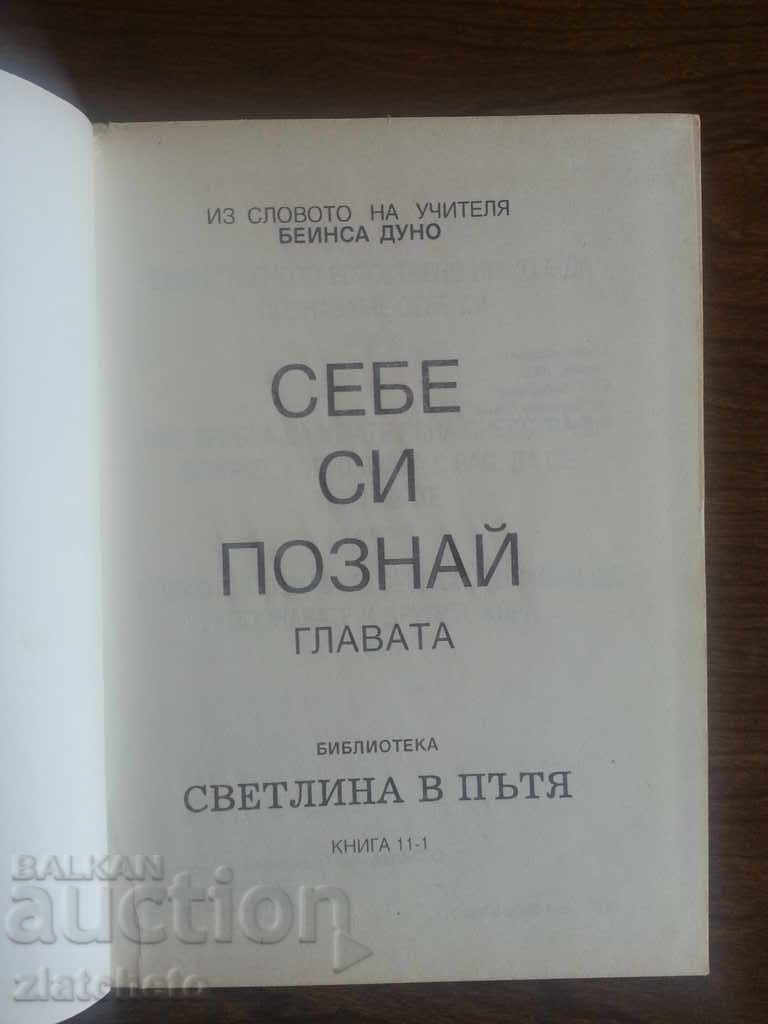 ИЗ СЛОВОТО НА УЧИТЕЛЯ
БЕИНСА ДУНО
СЕБЕ
СИ
ПОЗНАЙ
ГЛАВАТА
БИБЛИОТЕКА
СВЕТЛИНА В ПЪТЯ
КНИГА 11-1
BALKAN
auction
zlatchefo